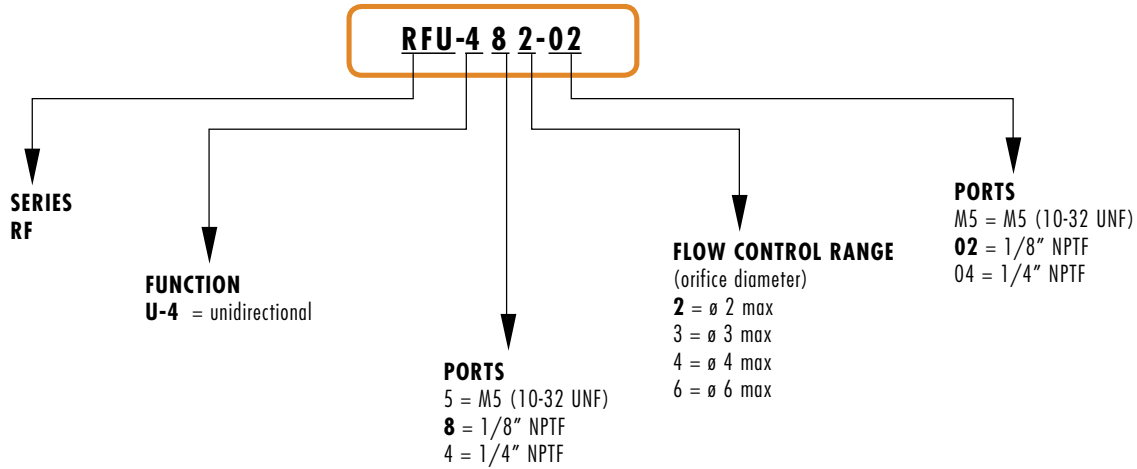 RFU-4 8 2-02
SERIES
RF
FUNCTION
U-4 = unidirectional
PORTS
5 = M5 (10-32 UNF)
8 = 1/8” NPTF
4 = 1/4” NPTF
FLOW CONTROL RANGE
(orifice diameter)
2 = ø 2 max
3 = ø 3 max
4 = ø 4 max
6 = ø 6 max
PORTS
M5 = M5 (10-32 UNF)
02 = 1/8” NPTF
04 = 1/4” NPTF